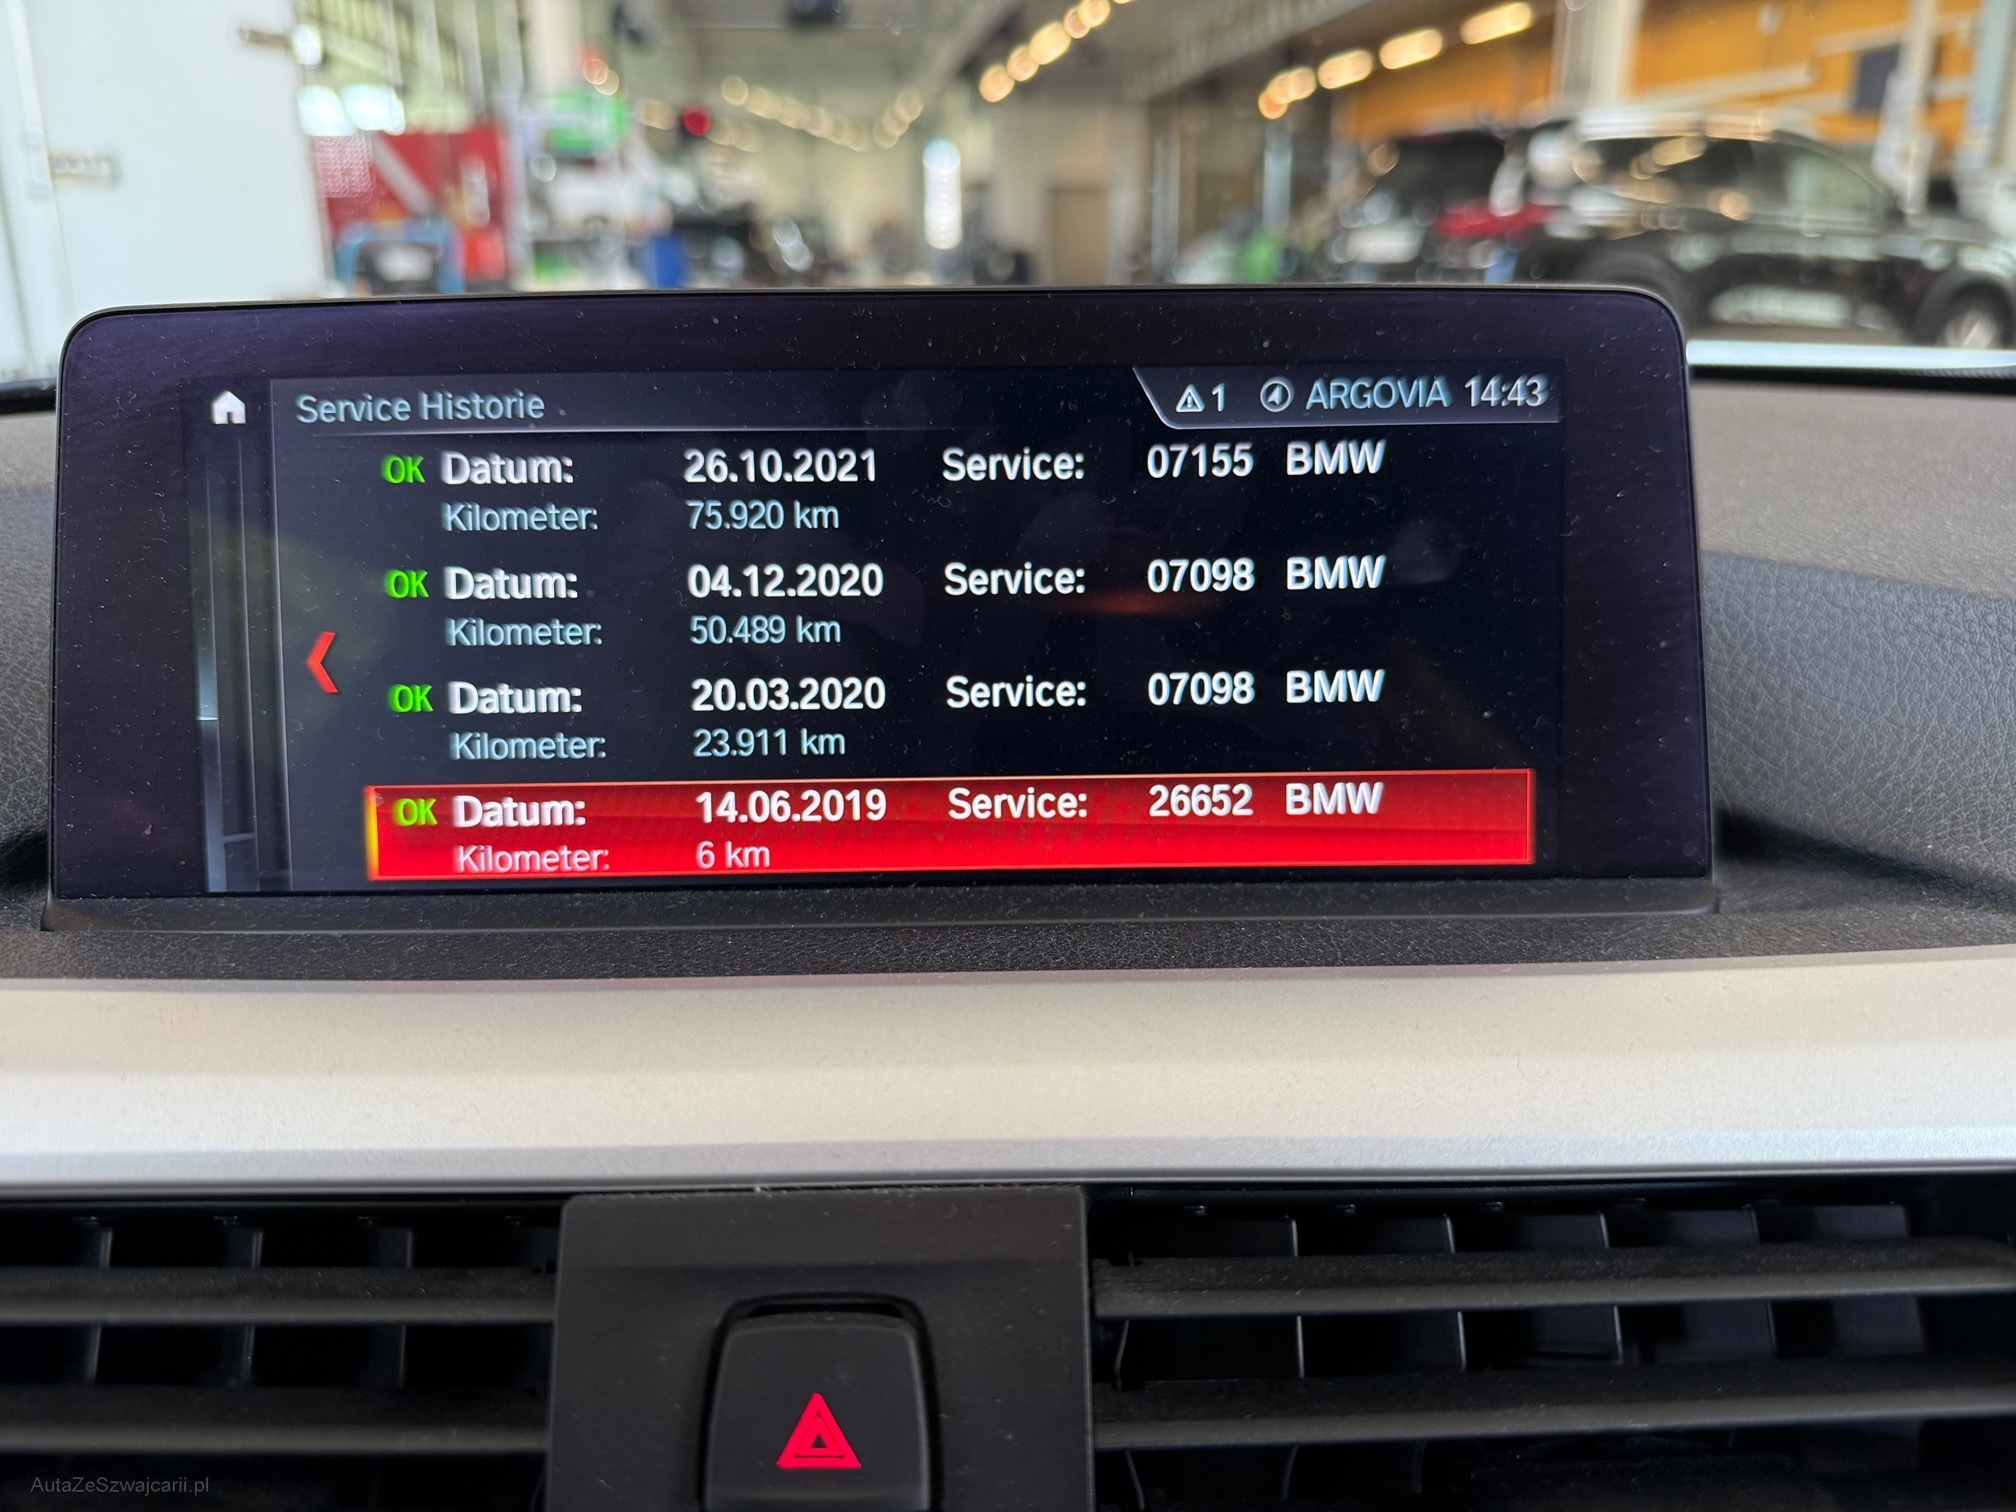 Service Historie
1 ARGOVIA 14:43
OK Datum: 26.10.2021 Service: 07155 BMW
Kilometer: 75.920 km
OK Datum: 04.12.2020 Service: 07098 BMW
Kilometer: 50.489 km
OK Datum: 20.03.2020 Service: 07098 BMW
Kilometer: 23.911 km
OK Datum: 14.06.2019 Service: 26652 BMW
Kilometer: 6 km
AutaZeSzwajcarii.pl